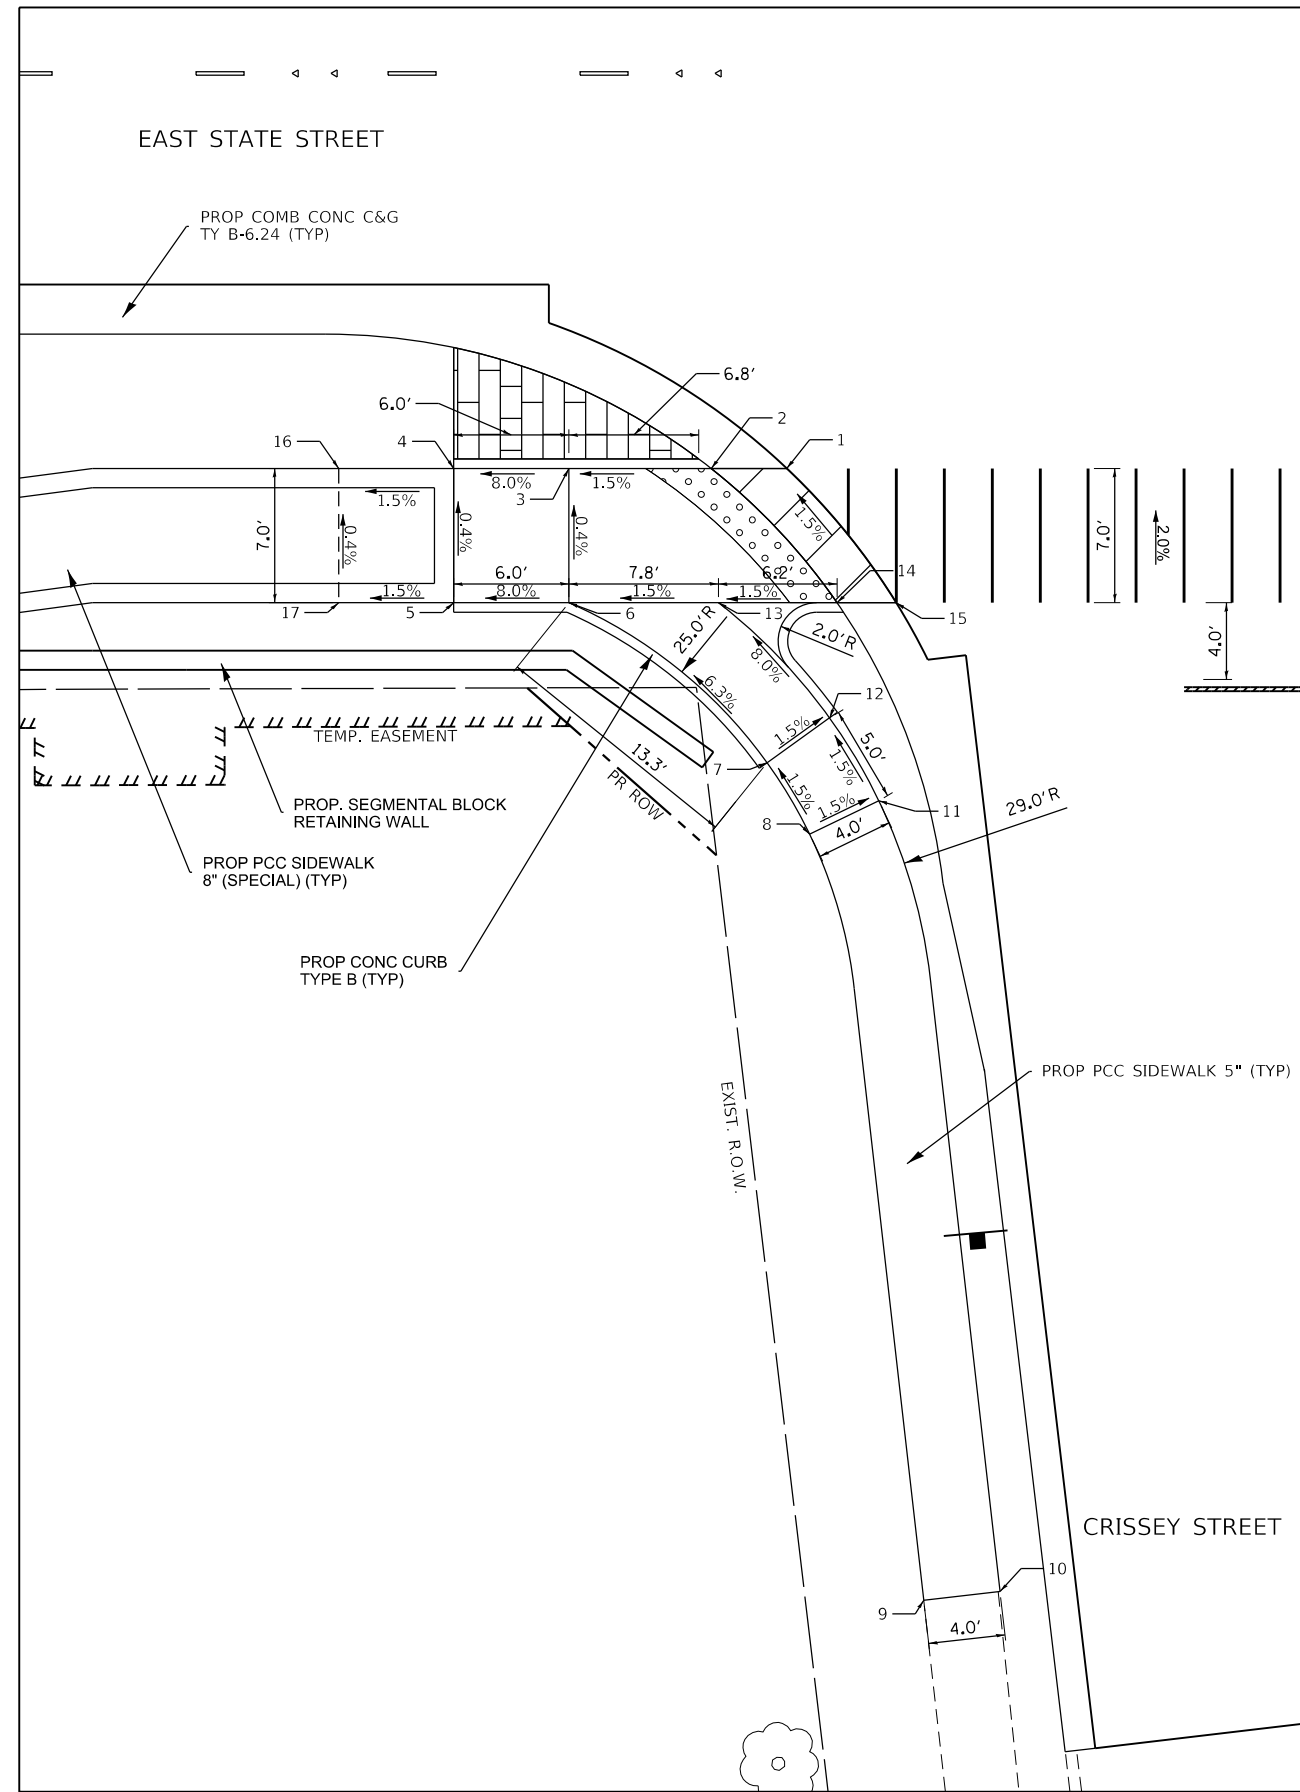 EAST STATE STREET
PROP COMB CONC C&G
TY B-6.24 (TYP)
6.8'
6.0'
2
1
16
4
3
8.0%
1.5%
1.5%
1.5%
7.0'
0.4%
0.4%
0.4%
7.0'
2.0%
6.0'
7.8'
6.2'
14
1.5%
8.0%
1.5%
1.5%
17
5
6
13
15
25.0'R
2.0'R
4.0'
8.0%
6.3%
12
1.5%
5.0'
TEMP. EASEMENT
13.3'
7
1.5%
PR ROW
1.5%
1.5%
11
29.0'R
PROP. SEGMENTAL BLOCK
RETAINING WALL
8
4.0'
PROP PCC SIDEWALK
8" (SPECIAL) (TYP)
PROP CONC CURB
TYPE B (TYP)
PROP PCC SIDEWALK 5" (TYP)
EXIST. R.O.W.
CRISSEY STREET
10
9
4.0'